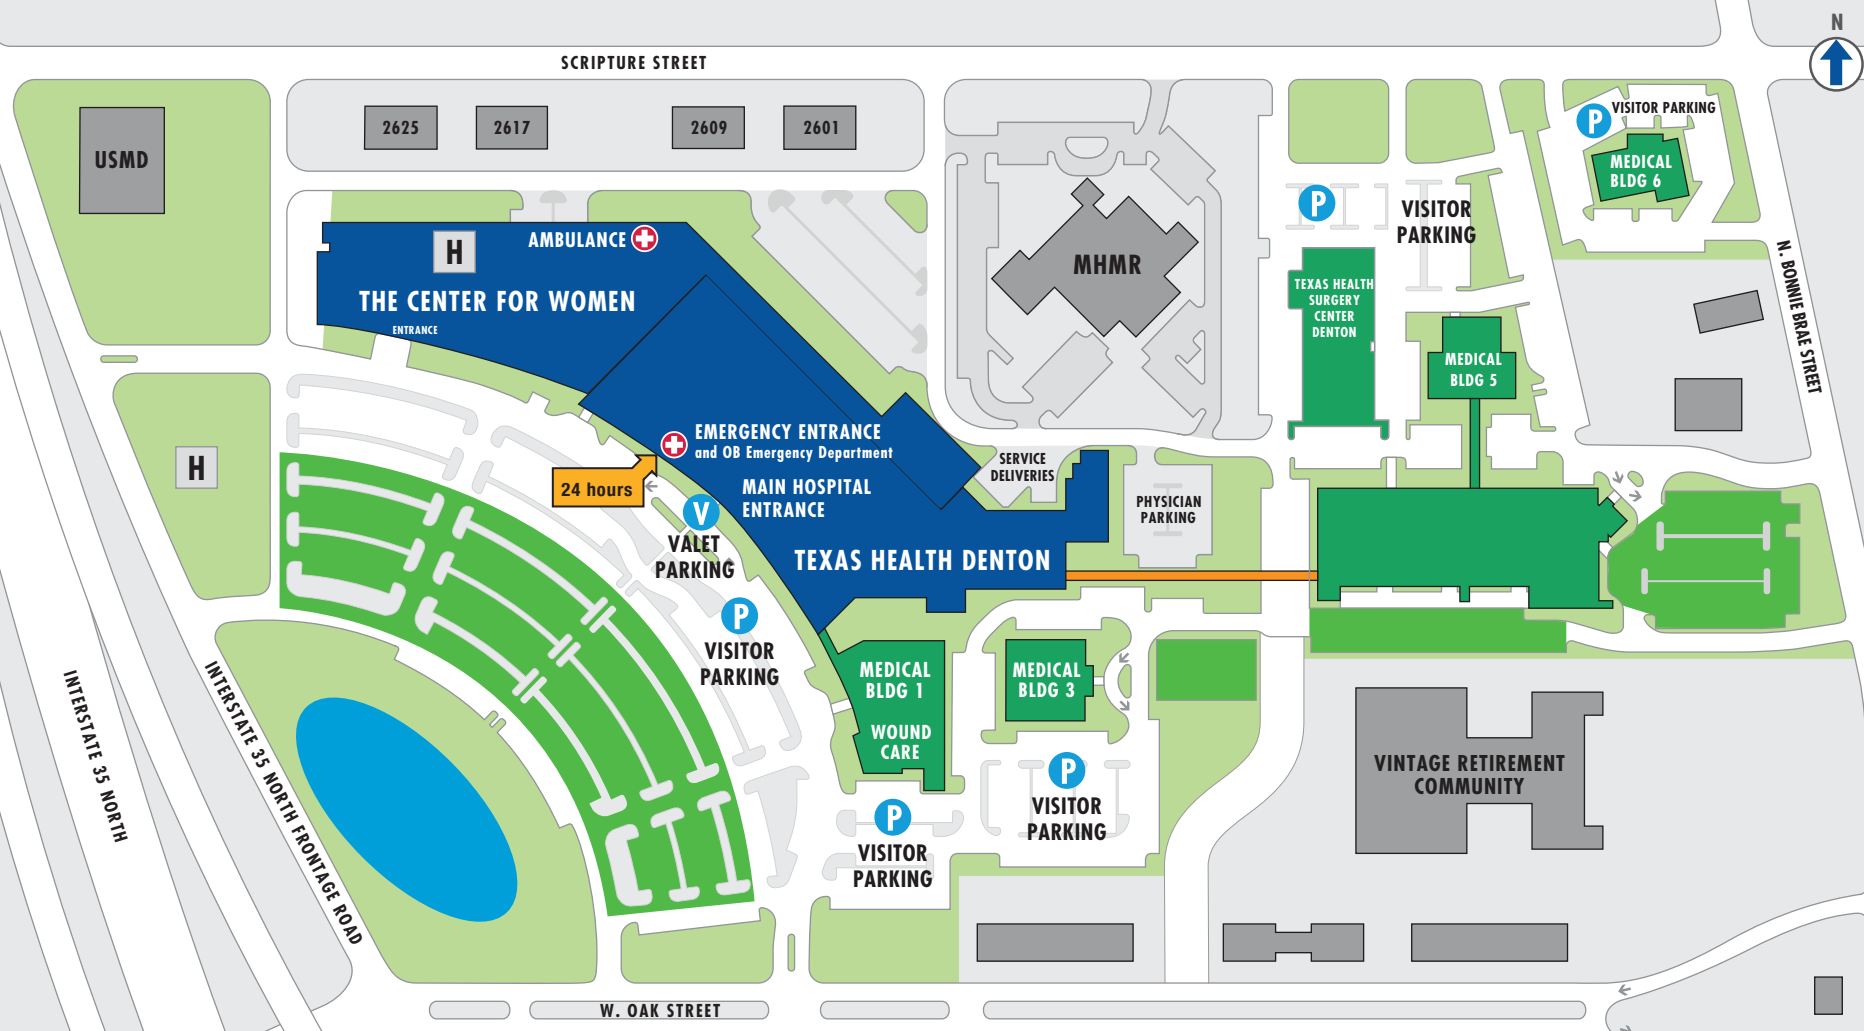 N
SCRIPTURE STREET
USMD
2625
2617
2609
2601
P
VISITOR PARKING
MEDICAL
BLDG 6
AMBULANCE
H
THE CENTER FOR WOMEN
ENTRANCE
MHMR
P
VISITOR
PARKING
TEXAS HEALTH
SURGERY
CENTER
DENTON
MEDICAL
BLDG 5
N. BONNIE BRAE STREET
H
EMERGENCY ENTRANCE
and OB Emergency Department
24 hours
MAIN HOSPITAL
ENTRANCE
SERVICE
DELIVERIES
PHYSICIAN
PARKING
V
VALET
PARKING
TEXAS HEALTH DENTON
P
VISITOR
PARKING
MEDICAL
BLDG 1
WOUND
CARE
MEDICAL
BLDG 3
P
VISITOR
PARKING
P
VISITOR
PARKING
VINTAGE RETIREMENT
COMMUNITY
INTERSTATE 35 NORTH
INTERSTATE 35 NORTH FRONTAGE ROAD
W. OAK STREET